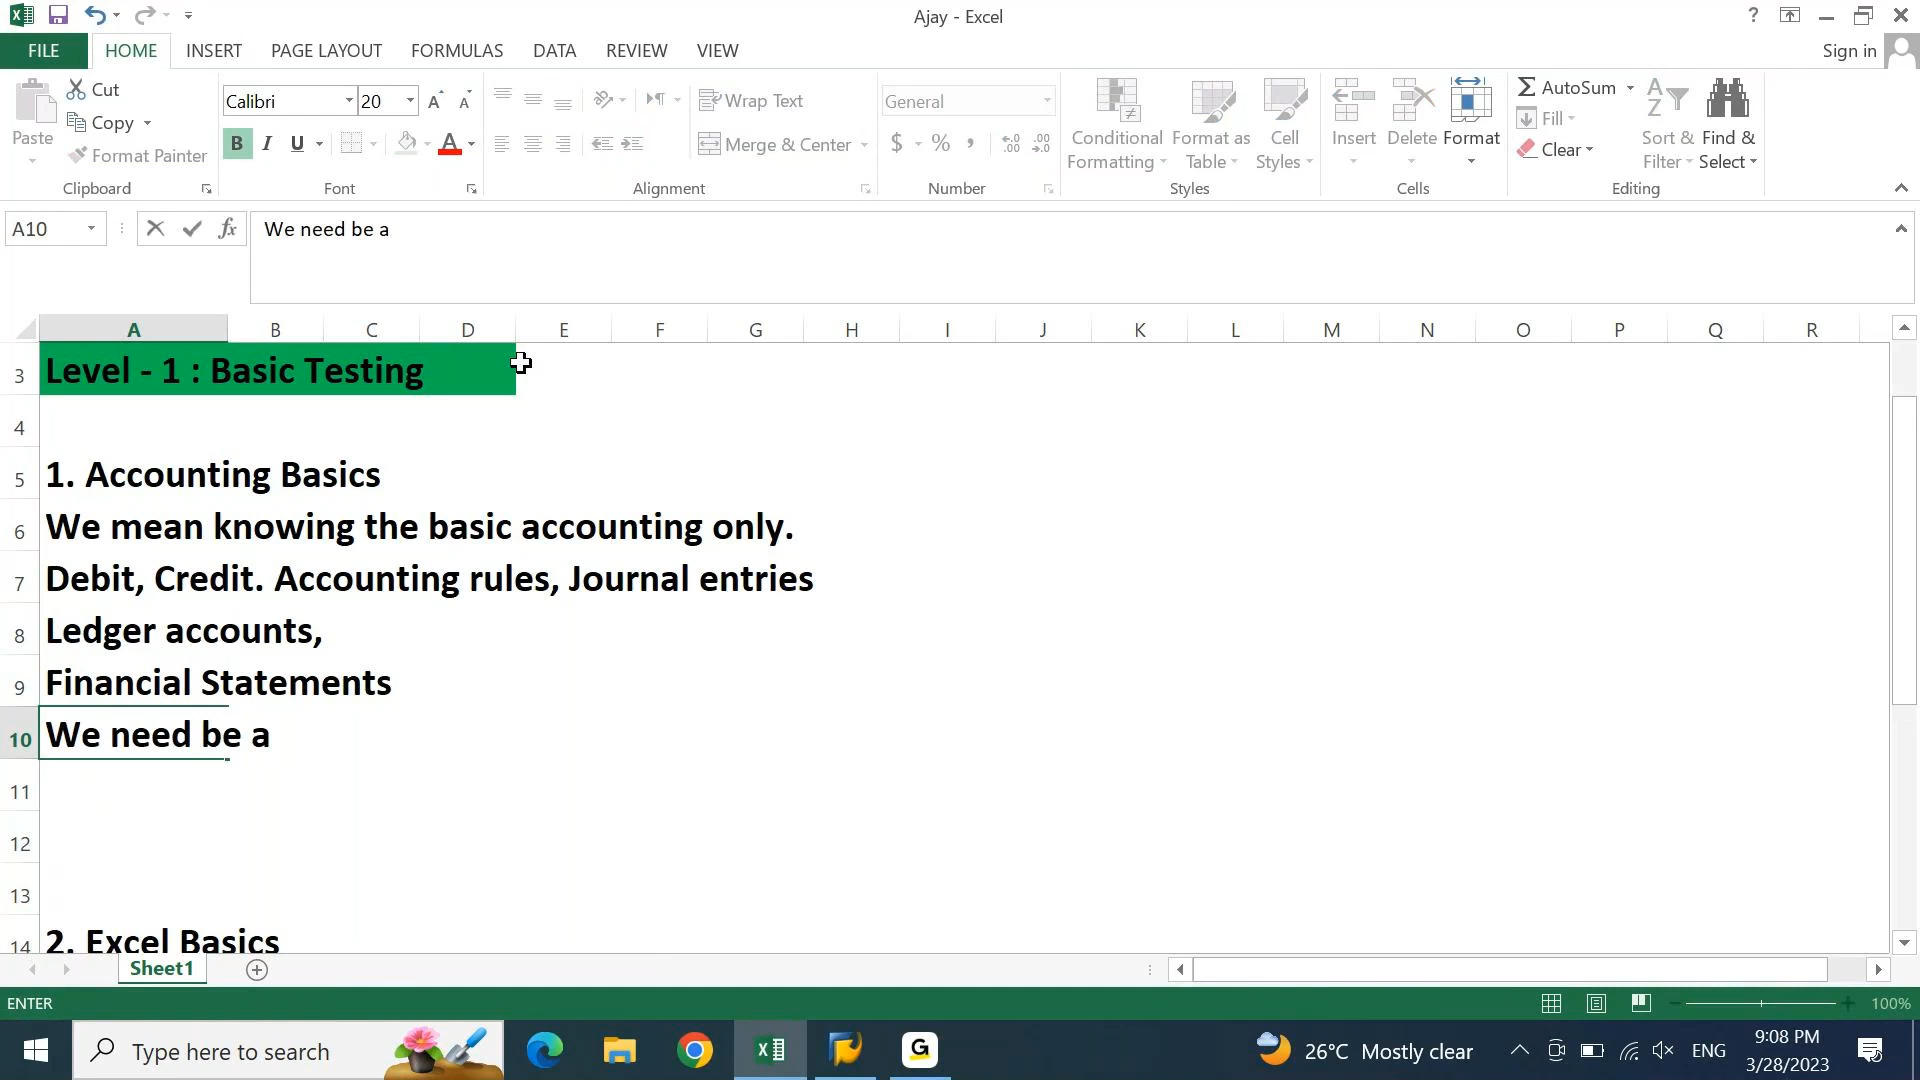 Ajay - Excel
?
FILE HOME INSERT PAGE LAYOUT FORMULAS DATA REVIEW VIEW Sign in
Paste
Cut
Copy
Format Painter
Clipboard
Calibri 20
B I U
Font
Wrap Text
Merge & Center
Alignment
General
$ % ,
Number
Conditional Formatting
Format as Table
Cell Styles
Styles
Insert Delete Format
Cells
AutoSum
Fill
Clear
Sort & Filter
Find & Select
Editing
A10 fx We need be a
A B C D E F G H I J K L M N O P Q R
3 Level - 1 : Basic Testing
4
5 1. Accounting Basics
6 We mean knowing the basic accounting only.
7 Debit, Credit. Accounting rules, Journal entries
8 Ledger accounts,
9 Financial Statements
10 We need be a
11
12
13
14 2. Excel Basics
Sheet1
ENTER 100%
Type here to search
26°C Mostly clear
ENG
9:08 PM
3/28/2023